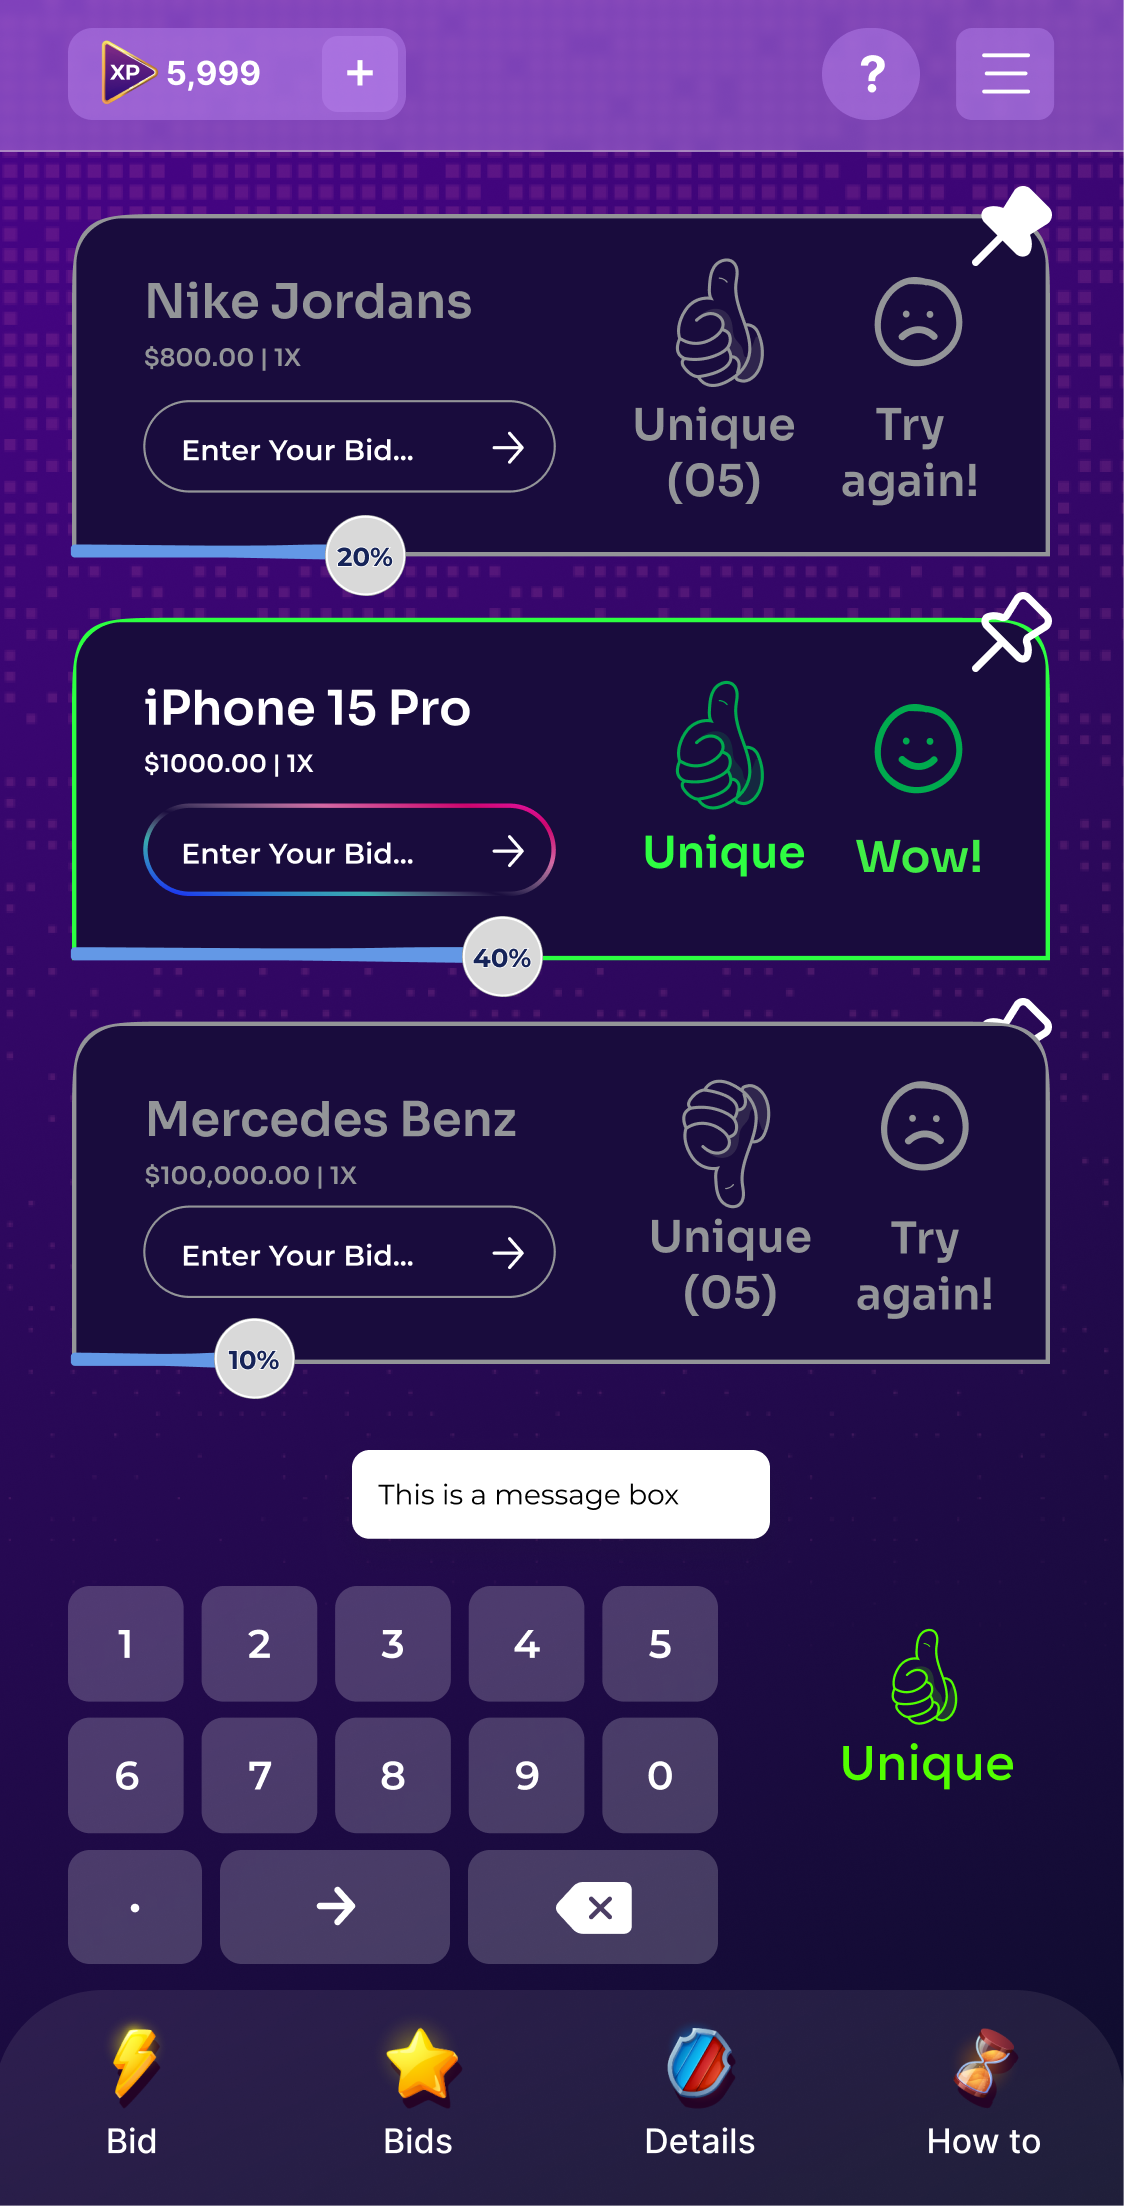 XP 5,999 +
?
Nike Jordans
$800.00 | 1X
Enter Your Bid...
Unique
(05)
Try
again!
20%
iPhone 15 Pro
$1000.00 | 1X
Enter Your Bid...
Unique
Wow!
40%
Mercedes Benz
$100,000.00 | 1X
Enter Your Bid...
Unique
(05)
Try
again!
10%
This is a message box
1 2 3 4 5
6 7 8 9 0
.
Unique
Bid
Bids
Details
How to